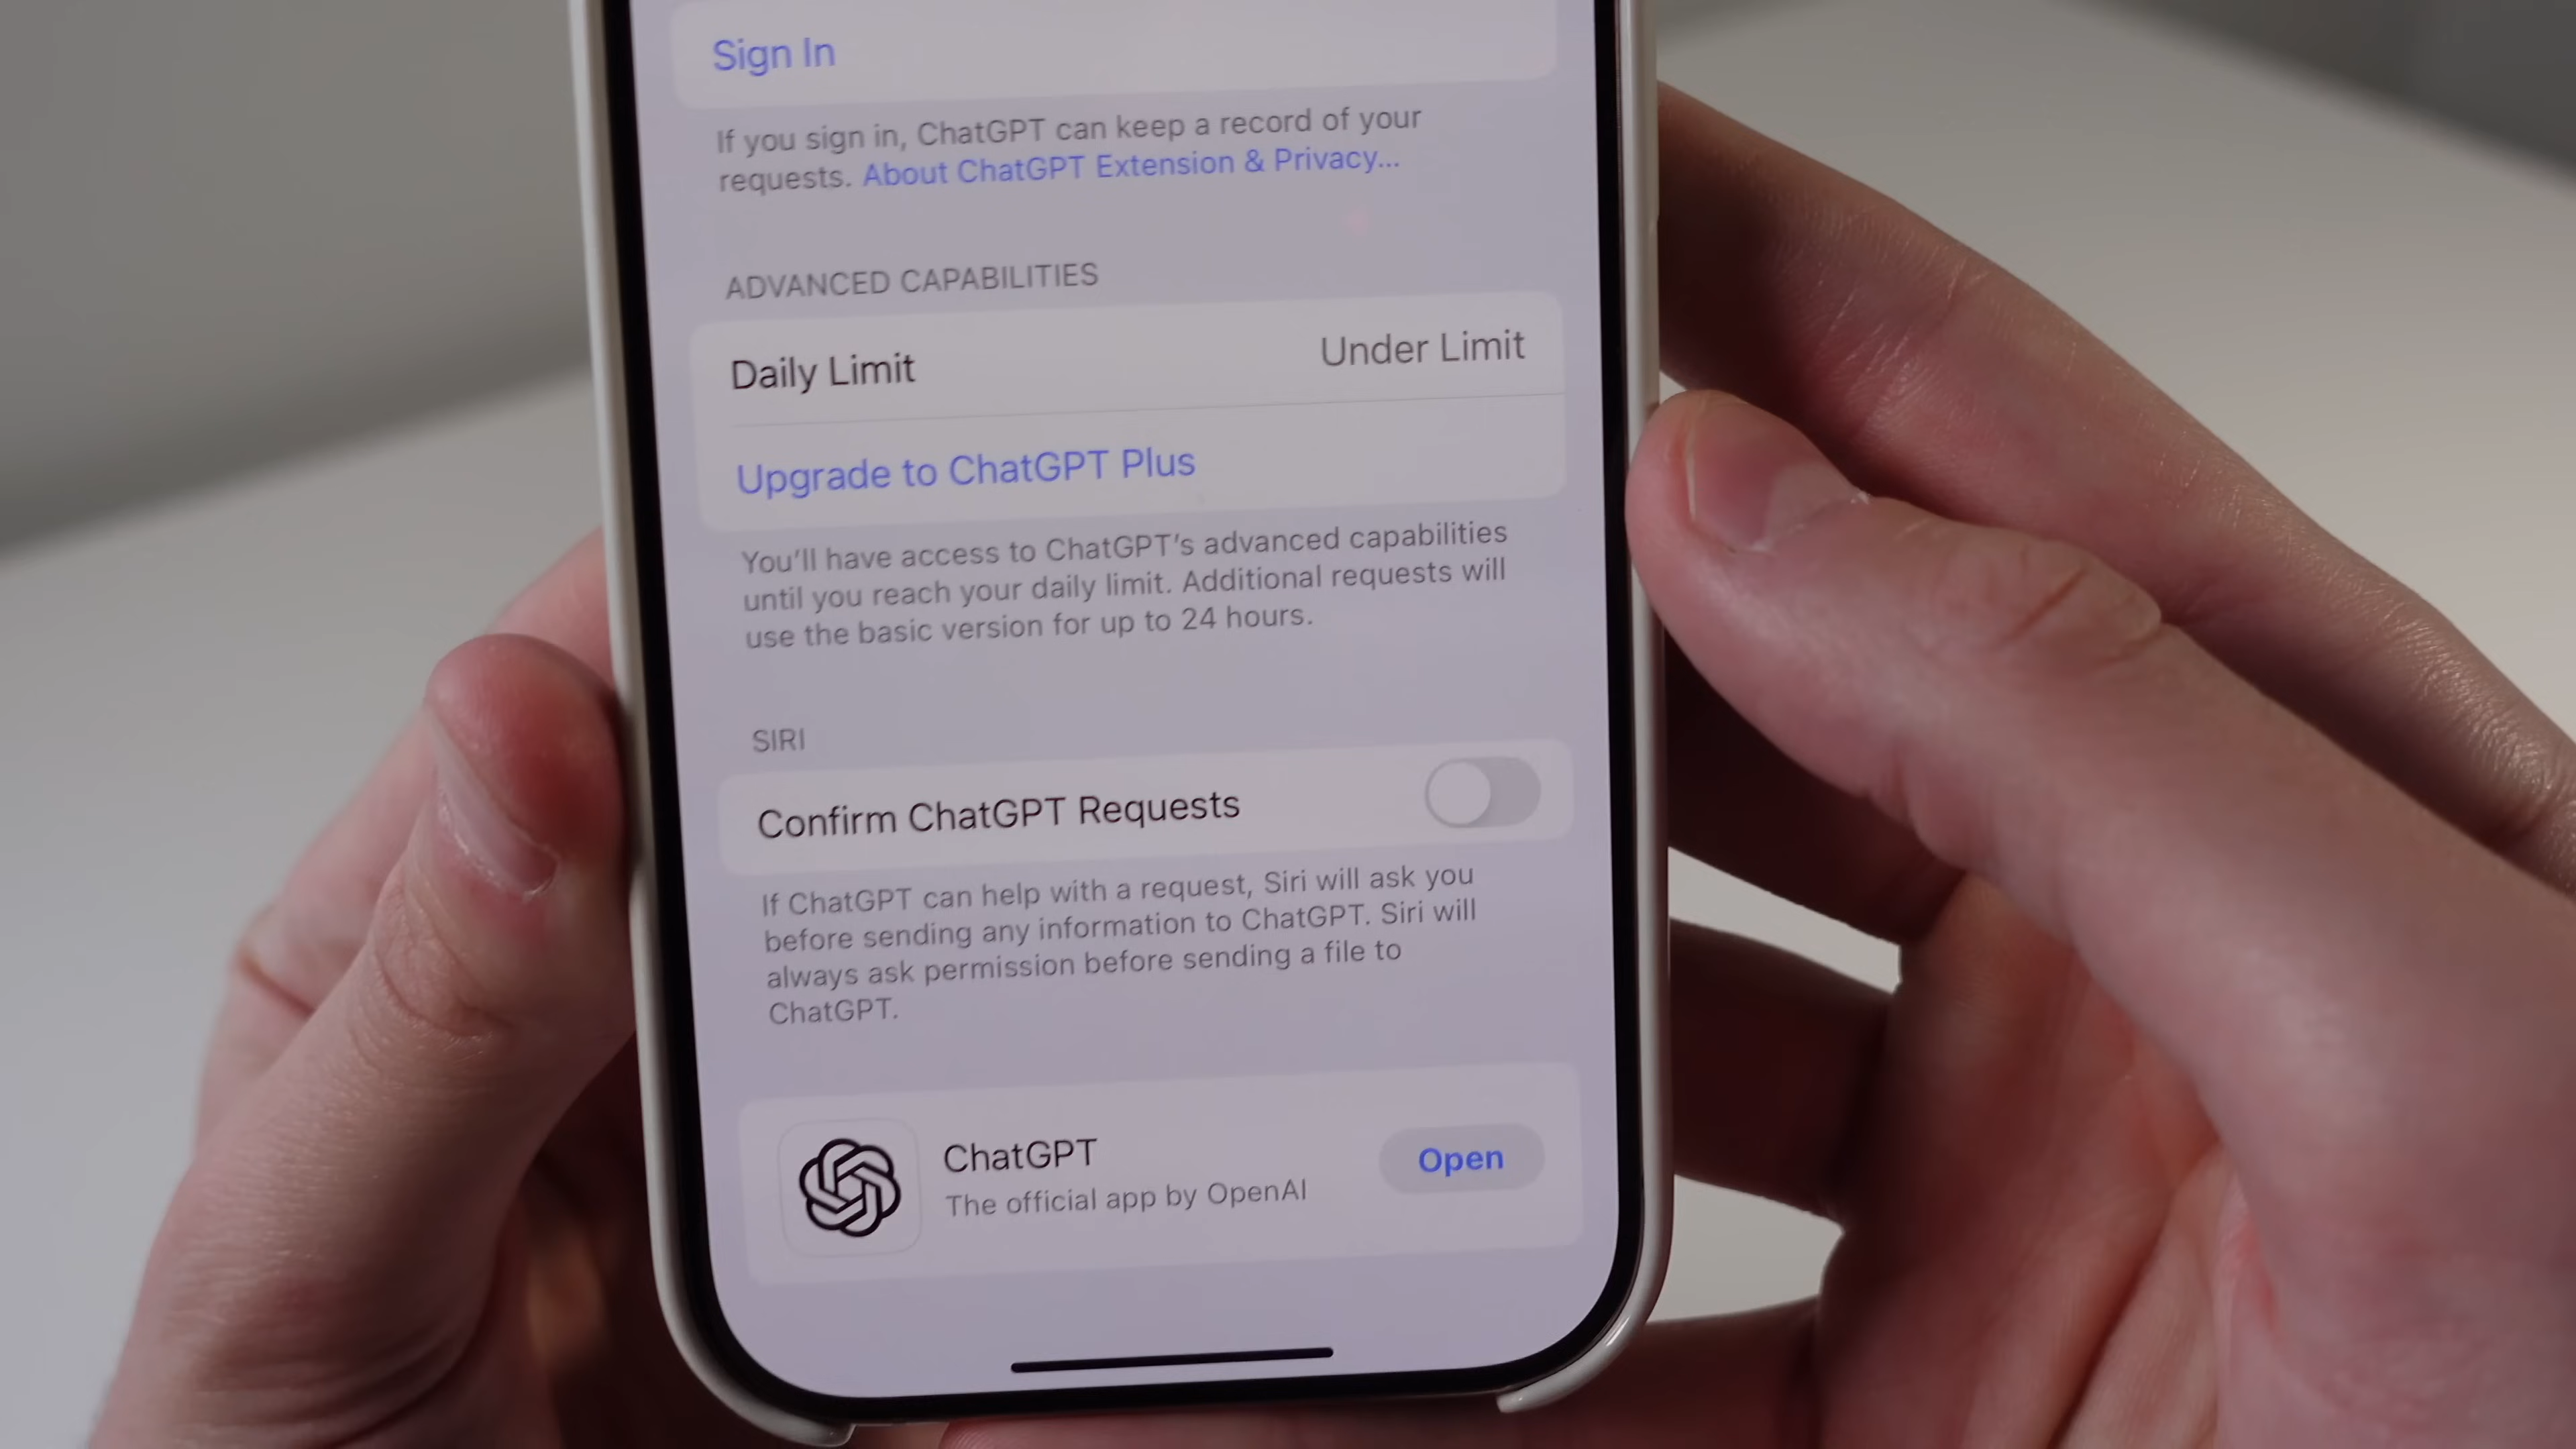 Sign In
If you sign in, ChatGPT can keep a record of your
requests. About ChatGPT Extension & Privacy...
ADVANCED CAPABILITIES
Daily Limit Under Limit
Upgrade to ChatGPT Plus
You'll have access to ChatGPT's advanced capabilities
until you reach your daily limit. Additional requests will
use the basic version for up to 24 hours.
SIRI
Confirm ChatGPT Requests
If ChatGPT can help with a request, Siri will ask you
before sending any information to ChatGPT. Siri will
always ask permission before sending a file to
ChatGPT.
ChatGPT
The official app by OpenAI
Open